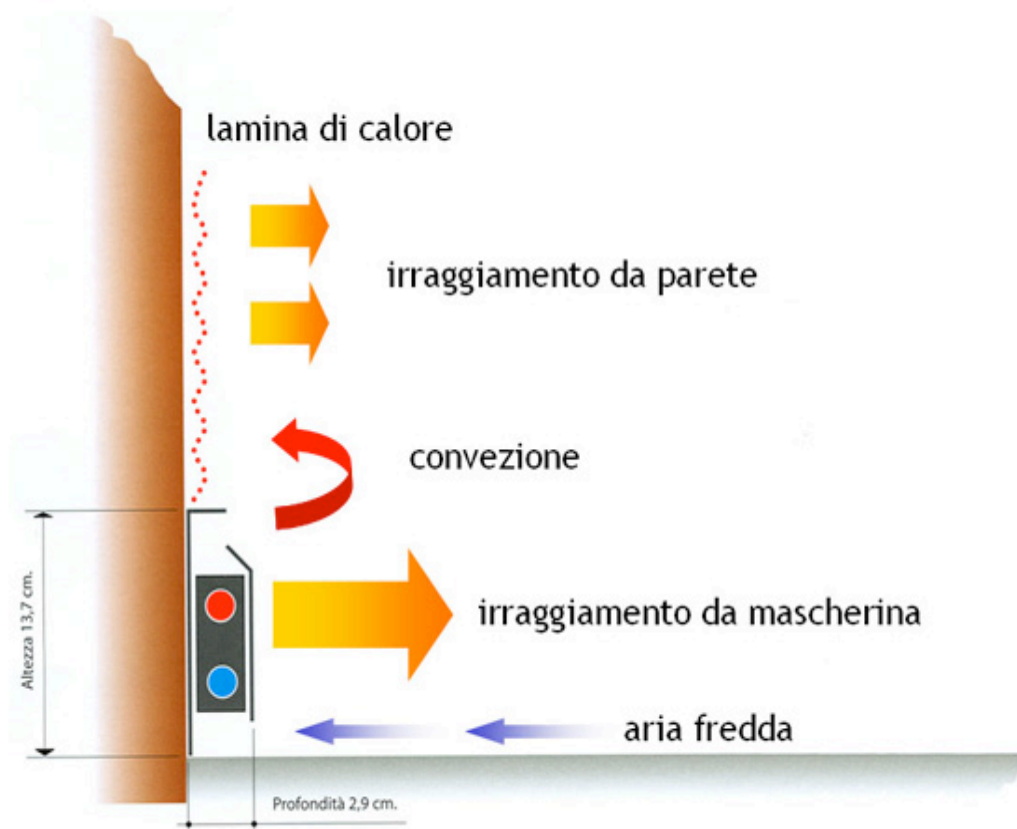 lamina di calore
irraggiamento da parete
convezione
Altezza 13,7 cm.
irraggiamento da mascherina
aria fredda
Profondità 2,9 cm.